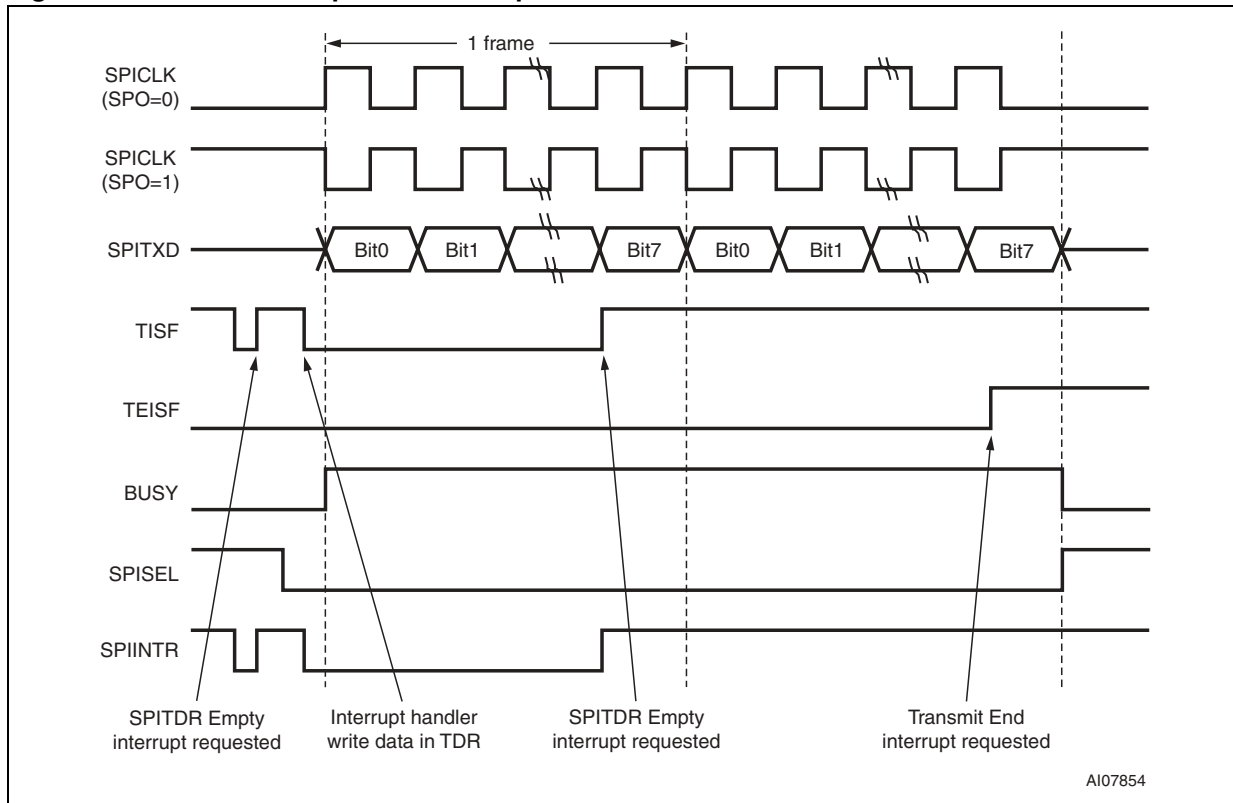 1 frame
SPICLK
(SPO=0)
SPICLK
(SPO=1)
SPITXD
Bit0
Bit1
Bit7
Bit0
Bit1
Bit7
TISF
TEISF
BUSY
SPISEL
SPIINTR
SPITDR Empty
interrupt requested
Interrupt handler
write data in TDR
SPITDR Empty
interrupt requested
Transmit End
interrupt requested
AI07854